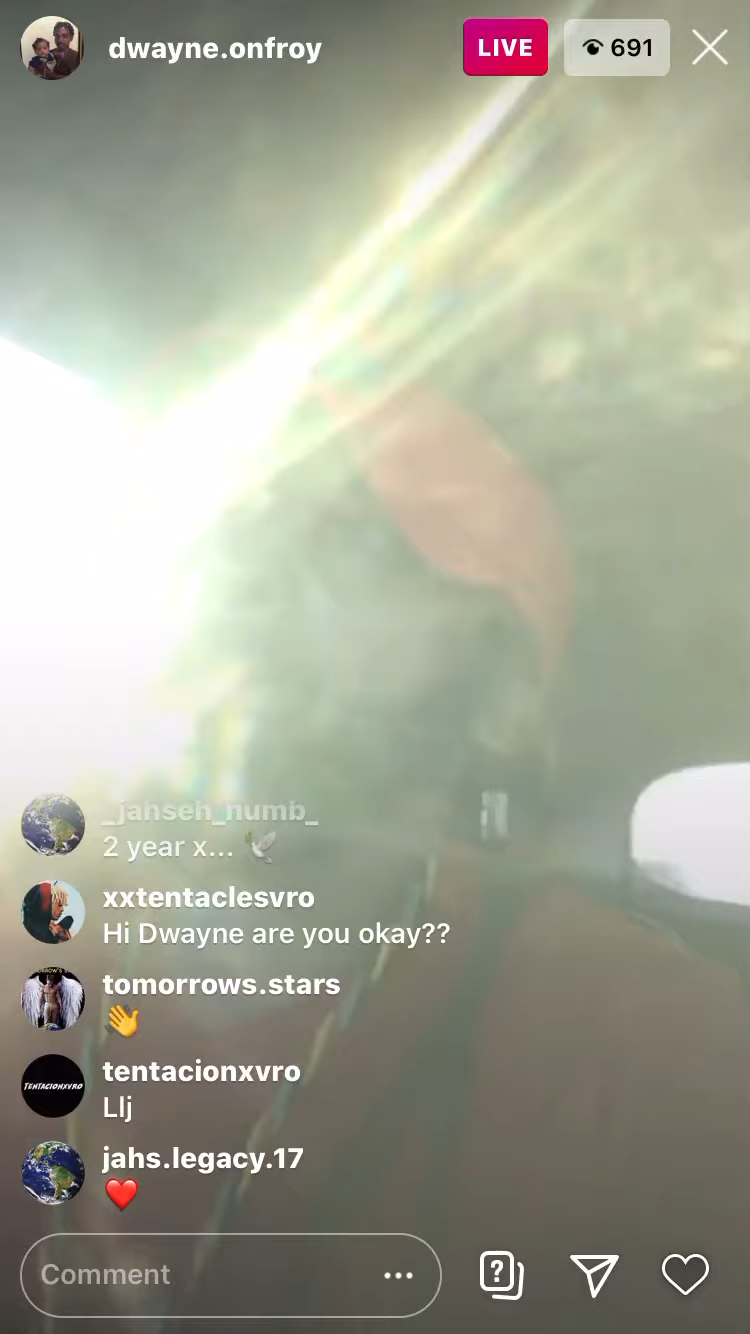 dwayne.onfroy
LIVE
691
_jahseh_numb_
2 year x... 🕊
xxtentaclesvro
Hi Dwayne are you okay??
tomorrows.stars
👋
TENTACIONXVRO
tentacionxvro
Llj
jahs.legacy.17
❤️
Comment